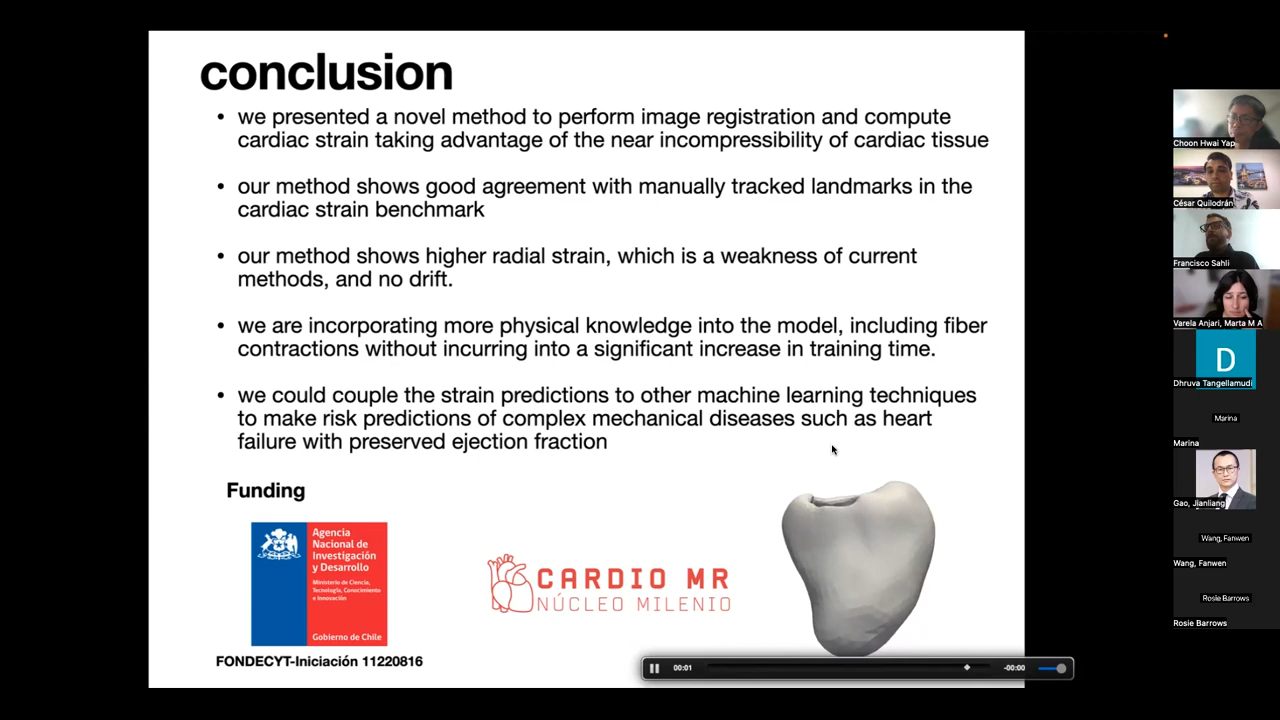 conclusion
• we presented a novel method to perform image registration and compute
cardiac strain taking advantage of the near incompressibility of cardiac tissue
• our method shows good agreement with manually tracked landmarks in the
cardiac strain benchmark
• our method shows higher radial strain, which is a weakness of current
methods, and no drift.
• we are incorporating more physical knowledge into the model, including fiber
contractions without incurring into a significant increase in training time.
• we could couple the strain predictions to other machine learning techniques
to make risk predictions of complex mechanical diseases such as heart
failure with preserved ejection fraction
Funding
Agencia
Nacional de
Investigación
y Desarrollo
Ministerio de Ciencia,
Tecnología, Conocimiento
e Innovación
Gobierno de Chile
FONDECYT-Iniciación 11220816
CARDIO MR
NÚCLEO MILENIO
00:01
-00:00
Choon Hwai Yap
César Quilodrán
Francisco Sahli
Varela Anjari, Marta M A
D
Dhruva Tangellamudi
Marina
Marina
Gao, Jianliang
Wang, Fanwen
Wang, Fanwen
Rosie Barrows
Rosie Barrows